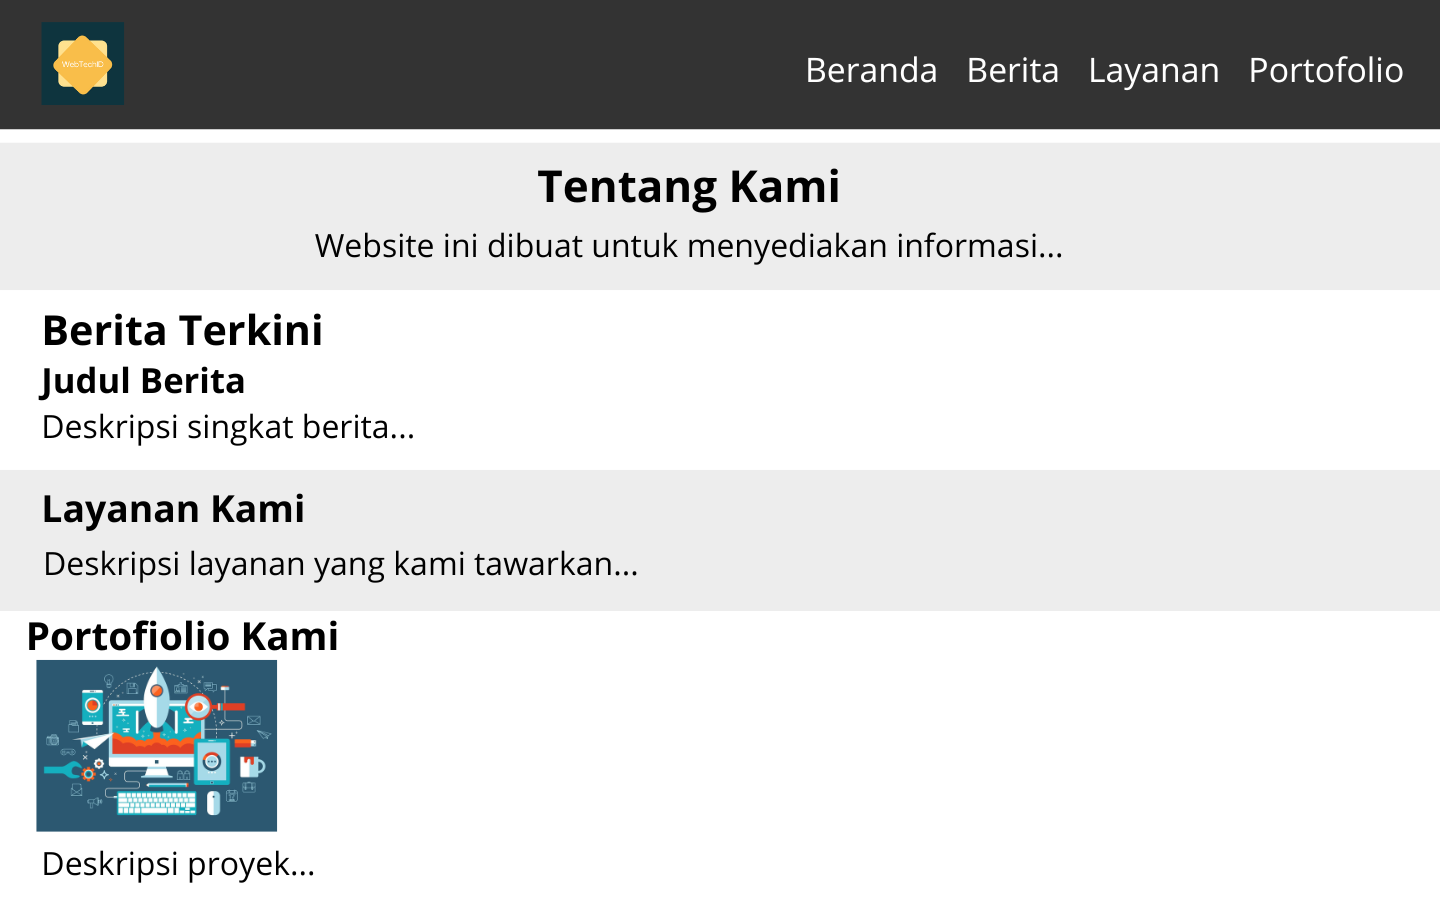 WebTechID
Beranda Berita Layanan Portofolio
Tentang Kami
Website ini dibuat untuk menyediakan informasi...
Berita Terkini
Judul Berita
Deskripsi singkat berita...
Layanan Kami
Deskripsi layanan yang kami tawarkan...
Portofiolio Kami
Deskripsi proyek...